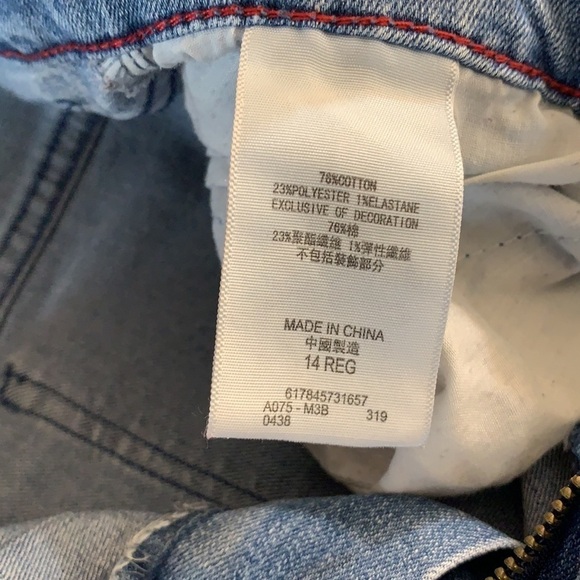 76%COTTON
23%POLYESTER 1%ELASTANE
EXCLUSIVE OF DECORATION
76%棉
23%聚酯纖維 1%彈性纖維
不包括裝飾部分
MADE IN CHINA
中國製造
14 REG
617845731657
A075 - M3B 319
0438